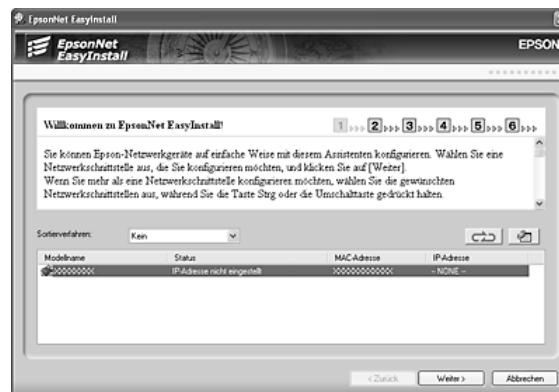 EpsonNet EasyInstall
EpsonNet
EasyInstall
EPSON
Willkommen zu EpsonNet EasyInstall!
1 >>> 2 >>> 3 >>> 4 >>> 5 >>> 6 >>>
Sie können Epson-Netzwerkgeräte auf einfache Weise mit diesem Assistenten konfigurieren. Wählen Sie eine
Netzwerkschnittstelle aus, die Sie konfigurieren möchten, und klicken Sie auf [Weiter].
Wenn Sie mehr als eine Netzwerkschnittstelle konfigurieren möchten, wählen Sie die gewünschten
Netzwerkschnittstellen aus, während Sie die Taste Strg oder die Umschalttaste gedrückt halten.
Sortierverfahren: Kein
Modellname Status MAC-Adresse IP-Adresse
XXXXXXXX IP-Adresse nicht eingestellt XXXXXXXXXXXX -- NONE --
< Zurück Weiter > Abbrechen